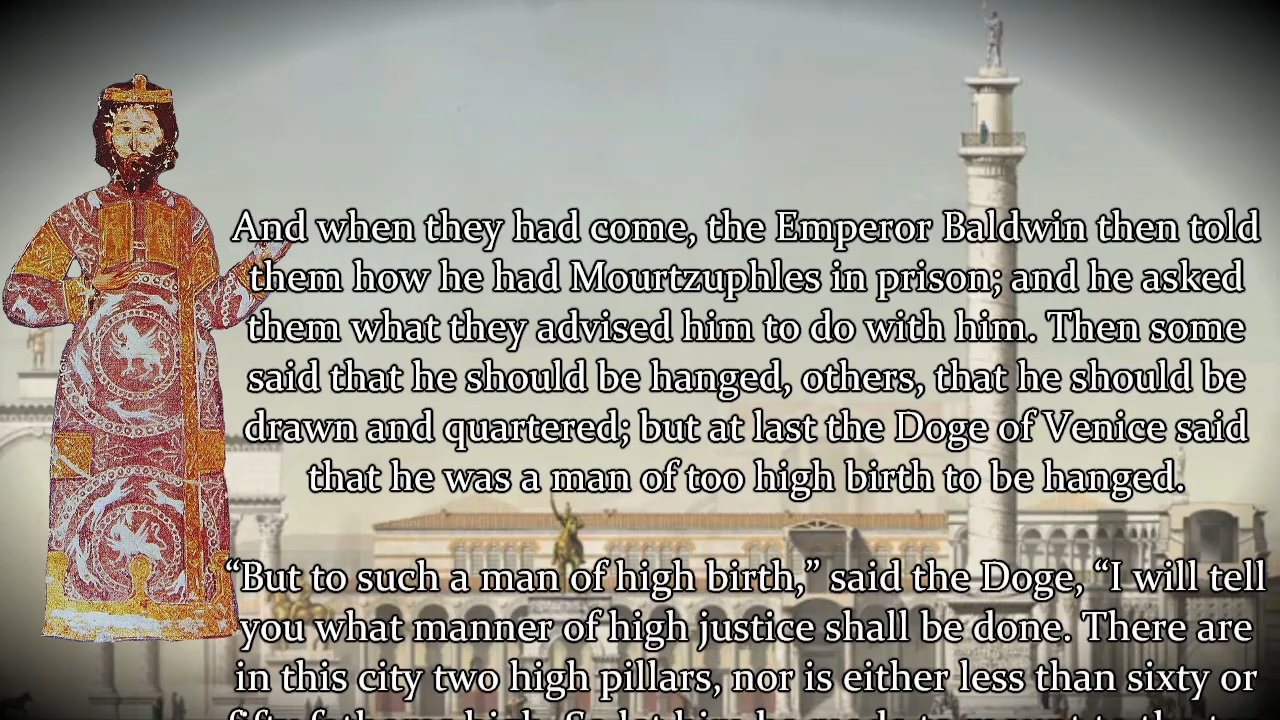 And when they had come, the Emperor Baldwin then told
them how he had Mourtzuphles in prison; and he asked
them what they advised him to do with him. Then some
said that he should be hanged, others, that he should be
drawn and quartered; but at last the Doge of Venice said
that he was a man of too high birth to be hanged.
“But to such a man of high birth,” said the Doge, “I will tell
you what manner of high justice shall be done. There are
in this city two high pillars, nor is either less than sixty or